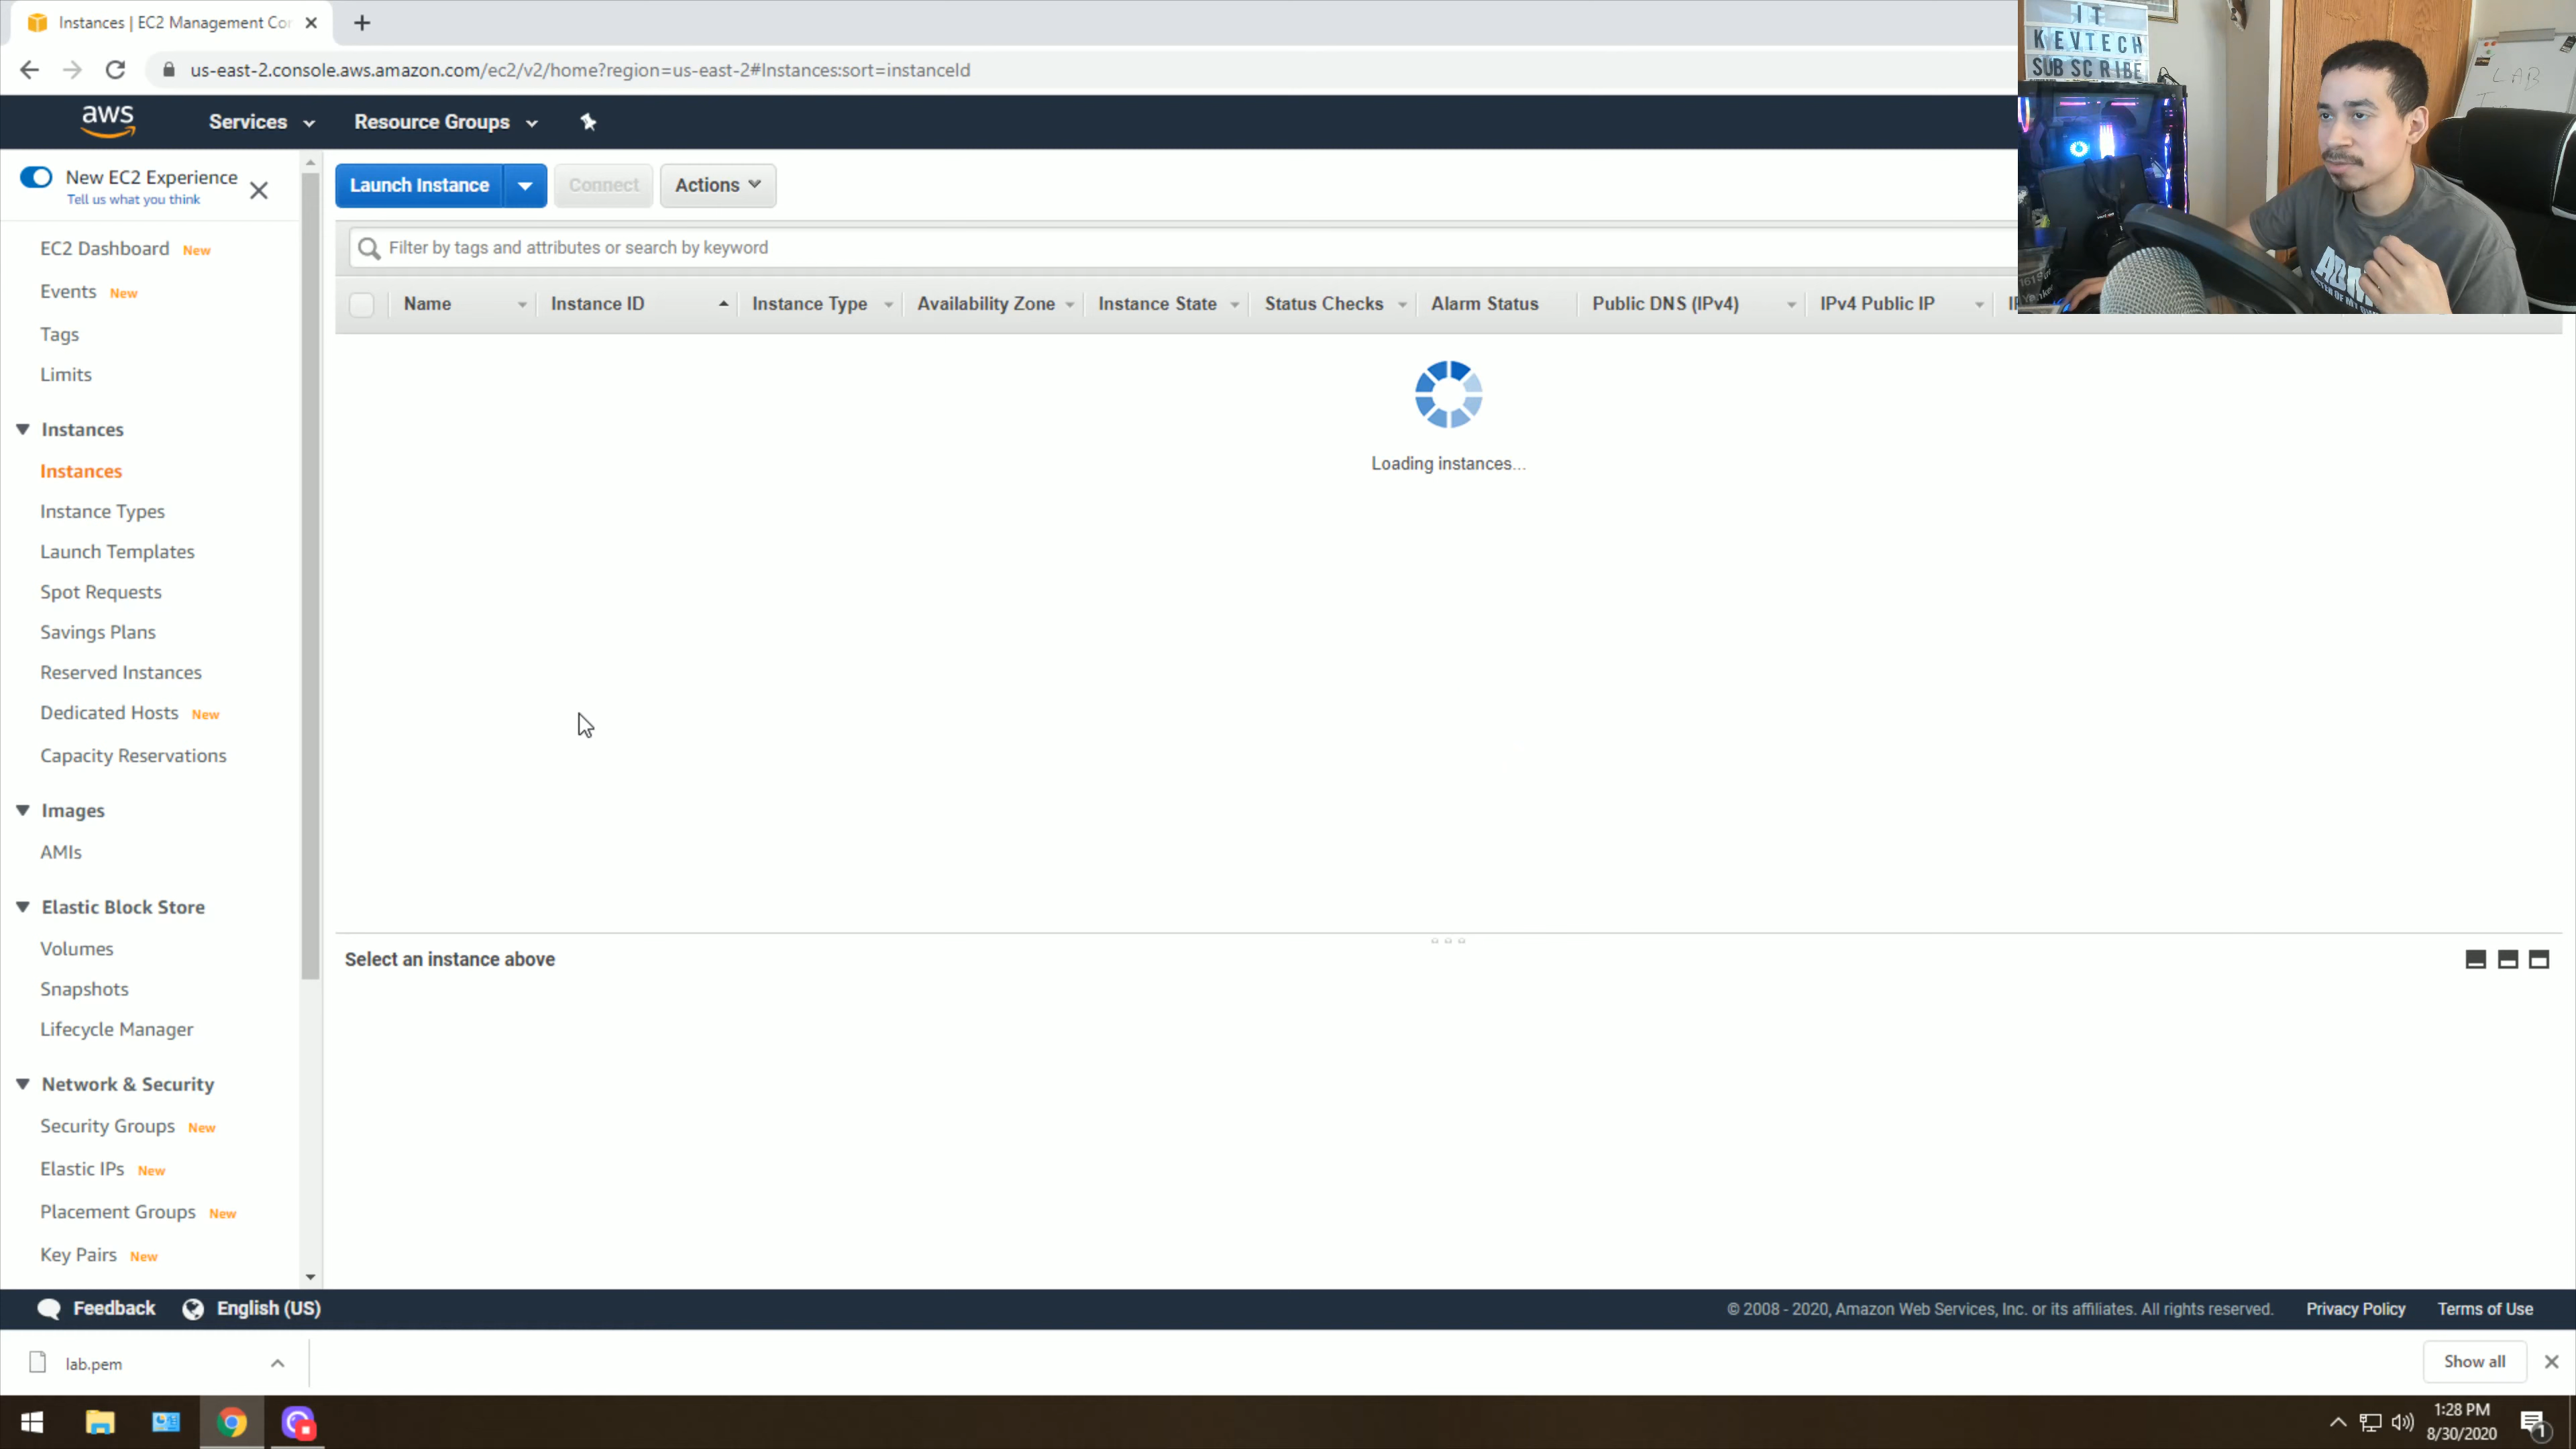 Instances | EC2 Management Con
us-east-2.console.aws.amazon.com/ec2/v2/home?region=us-east-2#Instances:sort=instanceId
IT
KEVTECH
SUBSCRIBE
LAB
aws
Services
Resource Groups
New EC2 Experience
Tell us what you think
Launch Instance
Connect
Actions
Filter by tags and attributes or search by keyword
Name
Instance ID
Instance Type
Availability Zone
Instance State
Status Checks
Alarm Status
Public DNS (IPv4)
IPv4 Public IP
EC2 Dashboard New
Events New
Tags
Limits
Instances
Instances
Instance Types
Launch Templates
Spot Requests
Savings Plans
Reserved Instances
Dedicated Hosts New
Capacity Reservations
Images
AMIs
Elastic Block Store
Volumes
Snapshots
Lifecycle Manager
Network & Security
Security Groups New
Elastic IPs New
Placement Groups New
Key Pairs New
Loading instances...
Select an instance above
Feedback
English (US)
© 2008 - 2020, Amazon Web Services, Inc. or its affiliates. All rights reserved.
Privacy Policy
Terms of Use
lab.pem
Show all
1:28 PM
8/30/2020
1